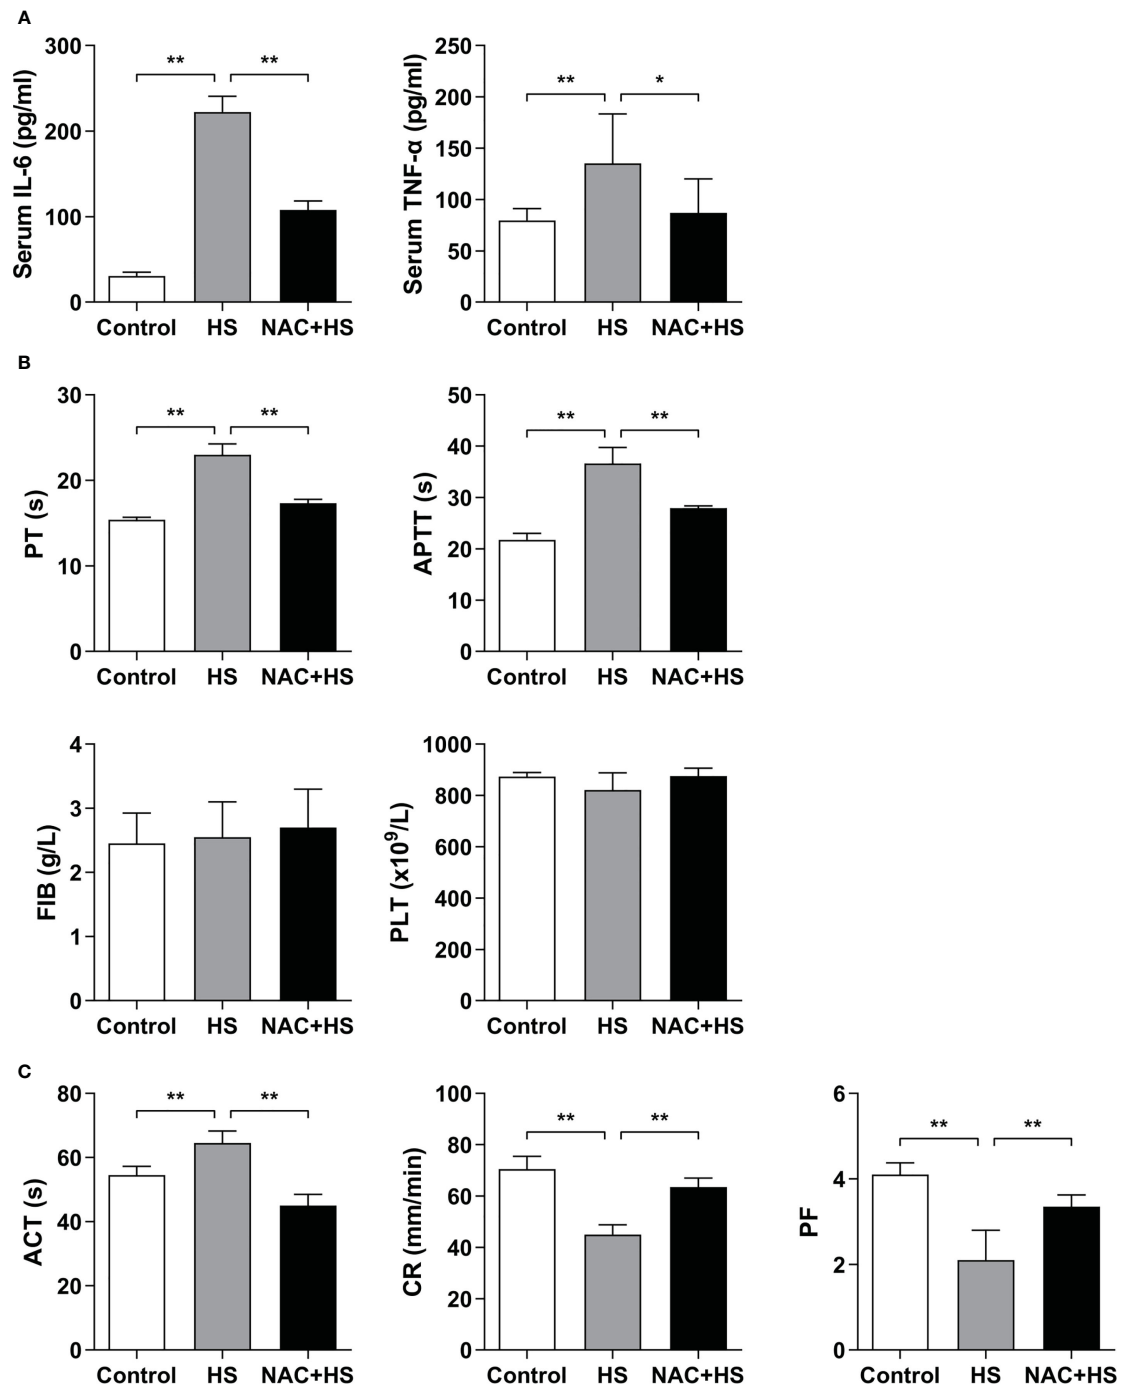 A
Serum IL-6 (pg/ml)
300
200
100
0
**
**
Control HS NAC+HS
Serum TNF-α (pg/ml)
250
200
150
100
50
0
**
*
Control HS NAC+HS
B
PT (s)
30
20
10
0
**
**
Control HS NAC+HS
APTT (s)
50
40
30
20
10
0
**
**
Control HS NAC+HS
FIB (g/L)
4
3
2
1
0
Control HS NAC+HS
PLT (x10⁹/L)
1000
800
600
400
200
0
Control HS NAC+HS
C
ACT (s)
80
60
40
20
0
**
**
Control HS NAC+HS
CR (mm/min)
100
80
60
40
20
0
**
**
Control HS NAC+HS
PF
6
4
2
0
**
**
Control HS NAC+HS